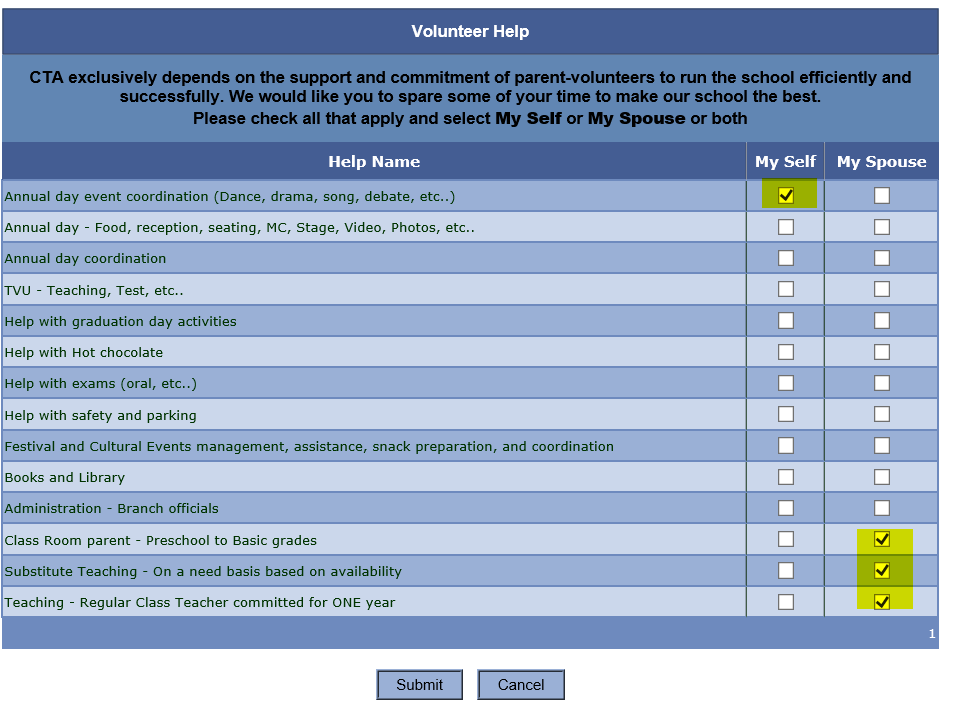 Volunteer Help
CTA exclusively depends on the support and commitment of parent-volunteers to run the school efficiently and
successfully. We would like you to spare some of your time to make our school the best.
Please check all that apply and select My Self or My Spouse or both
Help Name My Self My Spouse
Annual day event coordination (Dance, drama, song, debate, etc..)
Annual day - Food, reception, seating, MC, Stage, Video, Photos, etc..
Annual day coordination
TVU - Teaching, Test, etc..
Help with graduation day activities
Help with Hot chocolate
Help with exams (oral, etc..)
Help with safety and parking
Festival and Cultural Events management, assistance, snack preparation, and coordination
Books and Library
Administration - Branch officials
Class Room parent - Preschool to Basic grades
Substitute Teaching - On a need basis based on availability
Teaching - Regular Class Teacher committed for ONE year
1
Submit Cancel